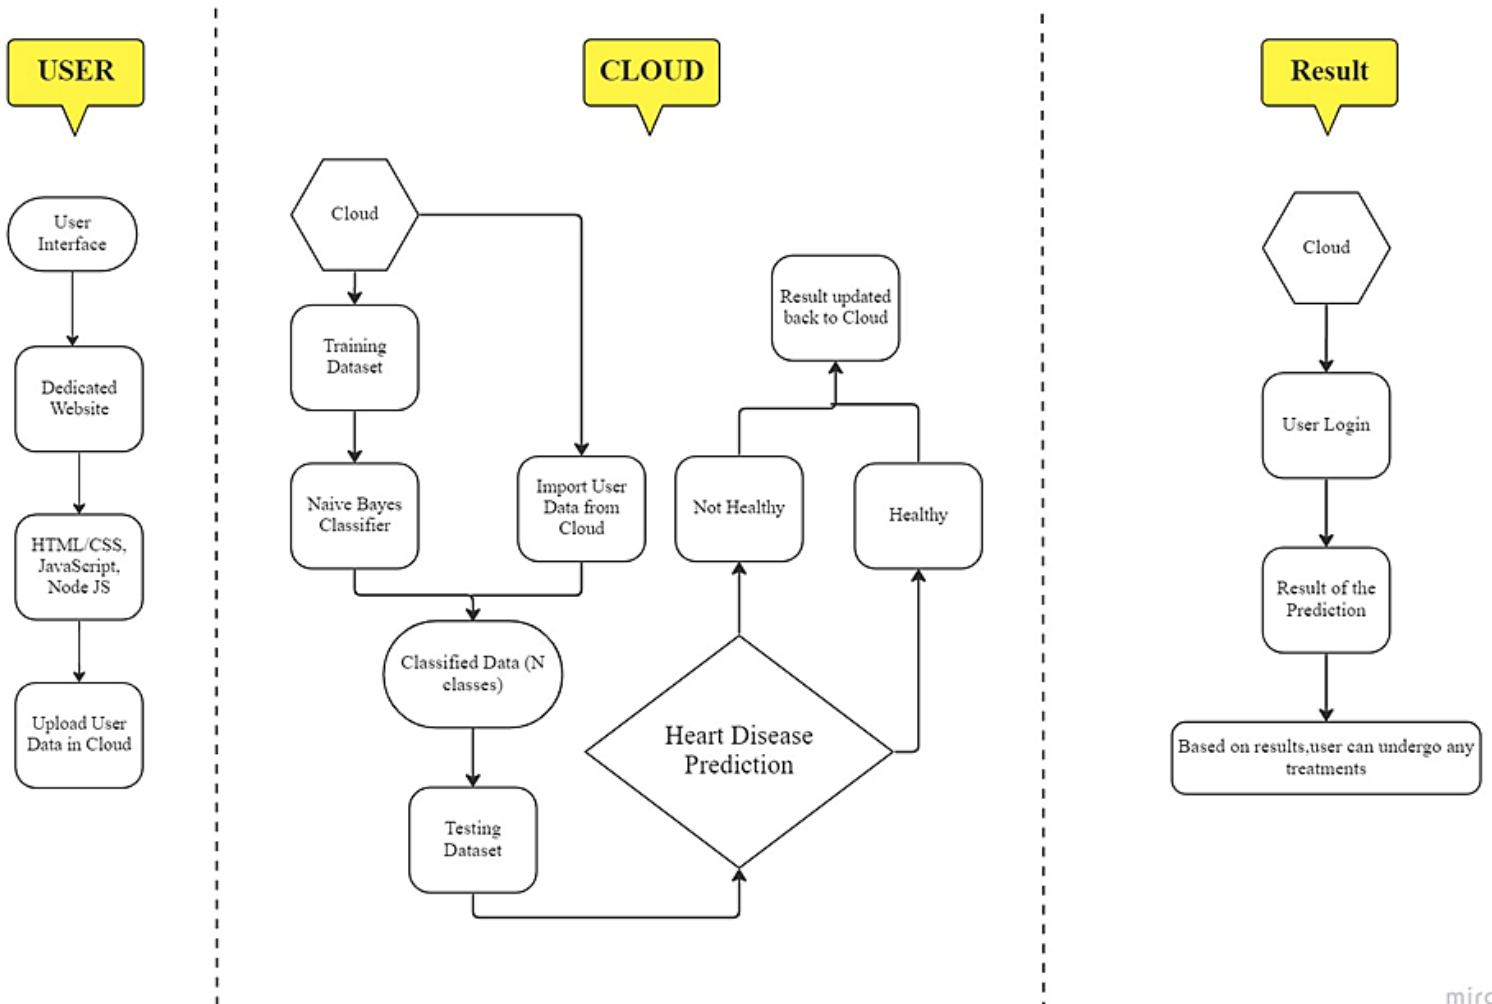 USER
User
Interface
Dedicated
Website
HTML/CSS,
JavaScript,
Node JS
Upload User
Data in Cloud
CLOUD
Cloud
Training
Dataset
Naive Bayes
Classifier
Import User
Data from
Cloud
Classified Data (N
classes)
Testing
Dataset
Heart Disease
Prediction
Not Healthy
Healthy
Result updated
back to Cloud
Result
Cloud
User Login
Result of the
Prediction
Based on results,user can undergo any
treatments
miro